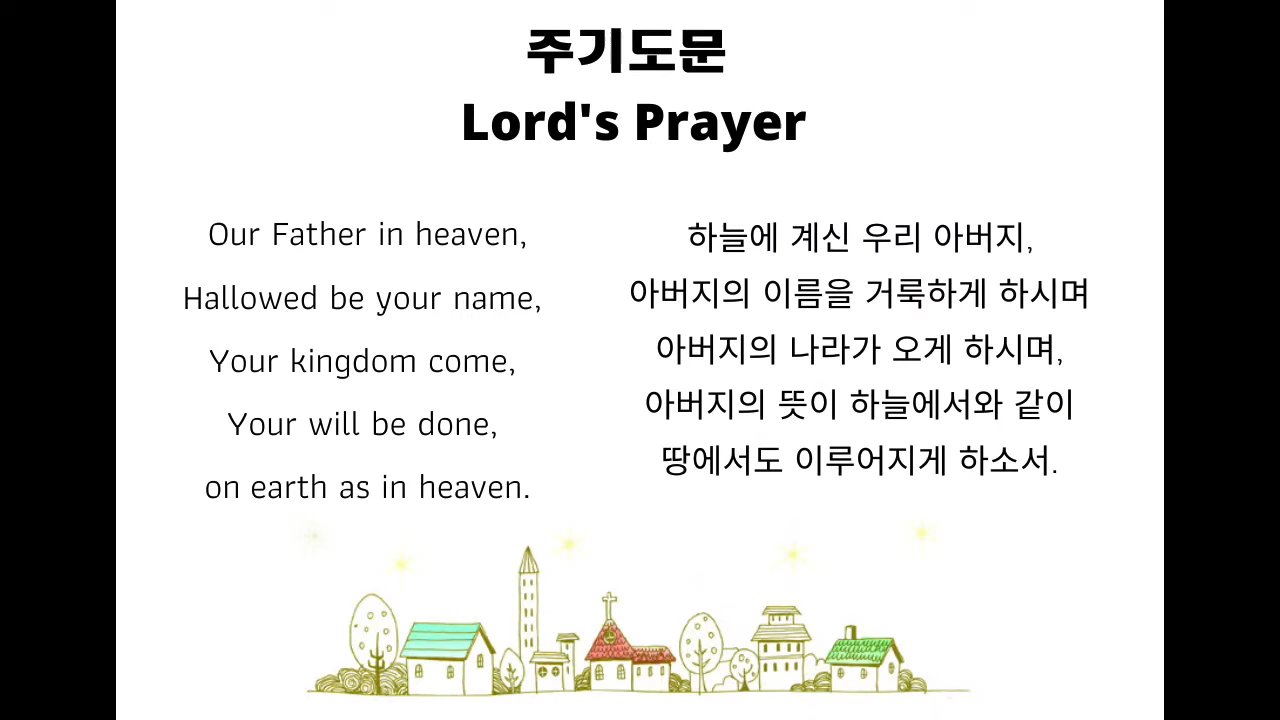 주기도문
Lord's Prayer
Our Father in heaven,
Hallowed be your name,
Your kingdom come,
Your will be done,
on earth as in heaven.
하늘에 계신 우리 아버지,
아버지의 이름을 거룩하게 하시며
아버지의 나라가 오게 하시며,
아버지의 뜻이 하늘에서와 같이
땅에서도 이루어지게 하소서.